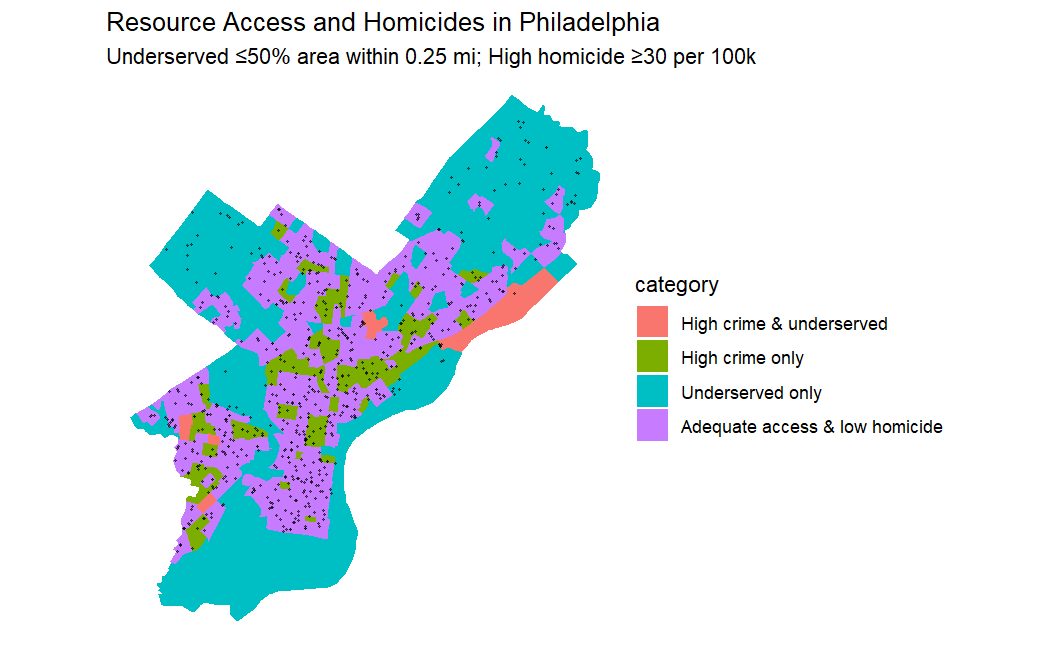 Resource Access and Homicides in Philadelphia
Underserved ≤50% area within 0.25 mi; High homicide ≥30 per 100k
category
High crime & underserved
High crime only
Underserved only
Adequate access & low homicide